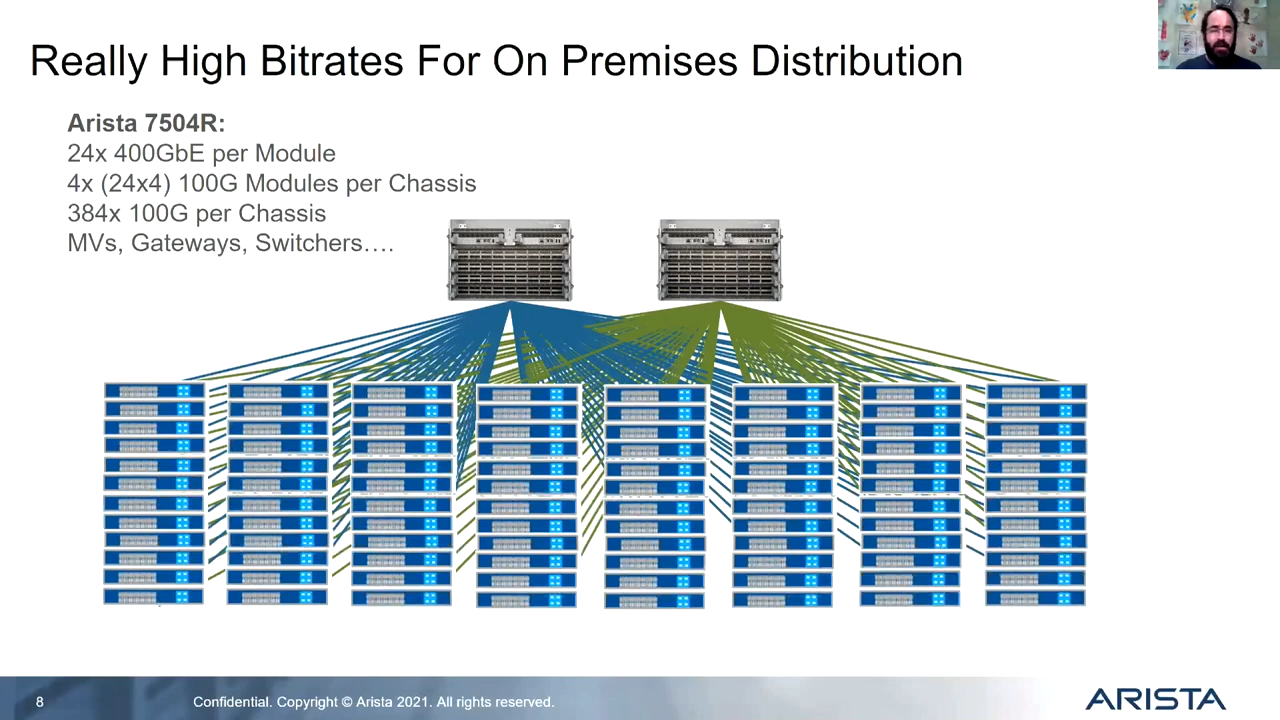 Really High Bitrates For On Premises Distribution
Arista 7504R:
24x 400GbE per Module
4x (24x4) 100G Modules per Chassis
384x 100G per Chassis
MVs, Gateways, Switchers….
8
Confidential. Copyright © Arista 2021. All rights reserved.
ARISTA